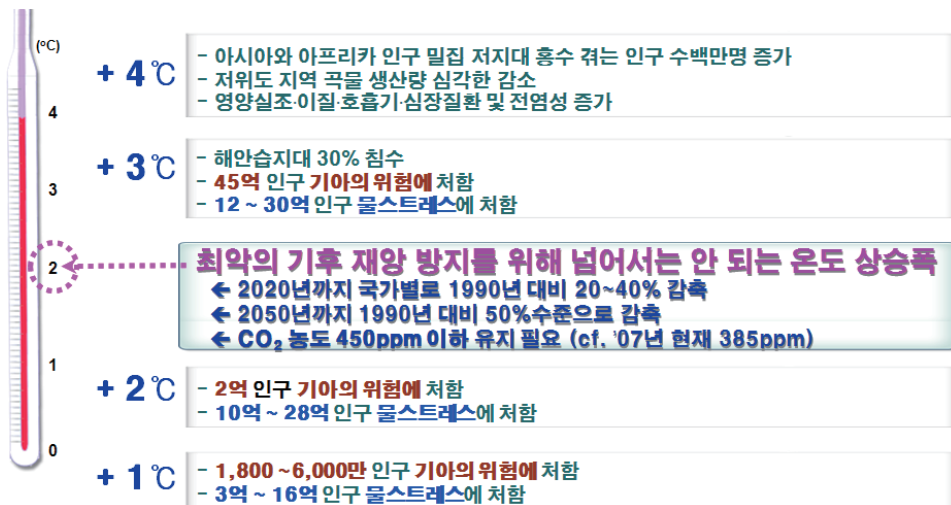 (℃)
+ 4℃
- 아시아와 아프리카 인구 밀집 저지대 홍수 겪는 인구 수백만명 증가
- 저위도 지역 곡물 생산량 심각한 감소
- 영양실조·이질·호흡기·심장질환 및 전염성 증가
4
+ 3℃
- 해안습지대 30% 침수
- 45억 인구 기아의 위험에 처함
- 12 ~ 30억 인구 물스트레스에 처함
3
최악의 기후 재앙 방지를 위해 넘어서는 안 되는 온도 상승폭
2
← 2020년까지 국가별로 1990년 대비 20~40% 감축
← 2050년까지 1990년 대비 50%수준으로 감축
← CO₂ 농도 450ppm 이하 유지 필요 (cf. '07년 현재 385ppm)
1
+ 2℃
- 2억 인구 기아의 위험에 처함
- 10억 ~ 28억 인구 물스트레스에 처함
0
+ 1℃
- 1,800 ~6,000만 인구 기아의 위험에 처함
- 3억 ~ 16억 인구 물스트레스에 처함